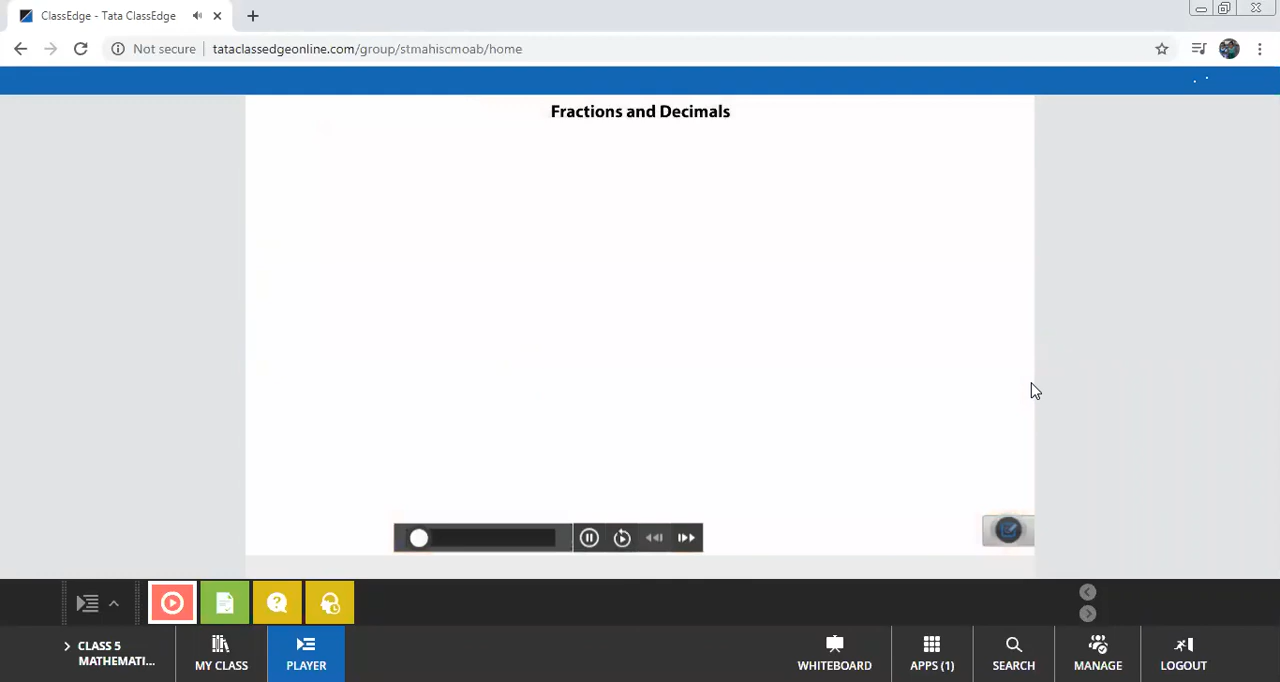 ClassEdge - Tata ClassEdge
Not secure
tataclassedgeonline.com/group/stmahiscmoab/home
Fractions and Decimals
CLASS 5
MATHEMATI...
MY CLASS
PLAYER
WHITEBOARD
APPS (1)
SEARCH
MANAGE
LOGOUT